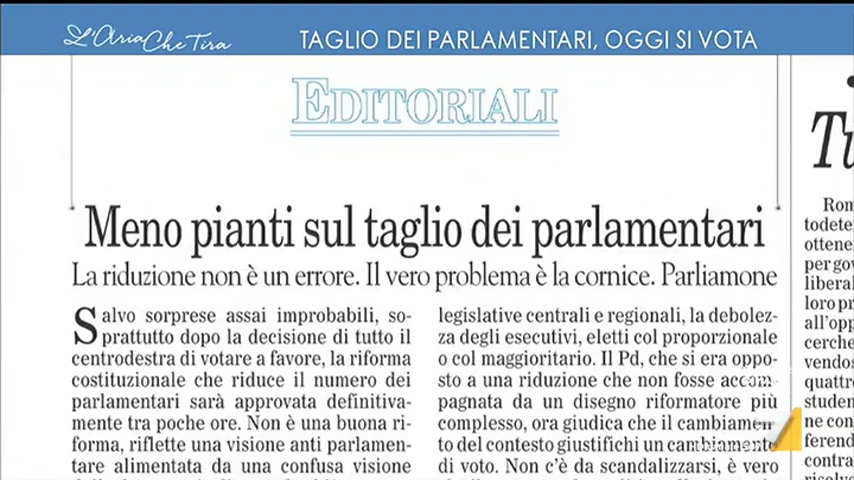 L'Aria Che Tira
TAGLIO DEI PARLAMENTARI, OGGI SI VOTA
EDITORIALI
Meno pianti sul taglio dei parlamentari
La riduzione non è un errore. Il vero problema è la cornice. Parliamone
Salvo sorprese assai improbabili, so-
prattutto dopo la decisione di tutto il
centrodestra di votare a favore, la riforma
costituzionale che riduce il numero dei
parlamentari sarà approvata definitiva-
mente tra poche ore. Non è una buona ri-
forma, riflette una visione anti parlamen-
tare alimentata da una confusa visione
legislative centrali e regionali, la debolez-
za degli esecutivi, eletti col proporzionale
o col maggioritario. Il Pd, che si era oppo-
sto a una riduzione che non fosse accom-
pagnata da un disegno riformatore più
complesso, ora giudica che il cambiamen-
to del contesto giustifichi un cambiamento
di voto. Non c'è da scandalizzarsi, è vero
Tu
Rom
todeter
ottene
per gov
liberal
loro pr
all'opp
cerche
vendos
quattr
studen
ne con
ferend
contra